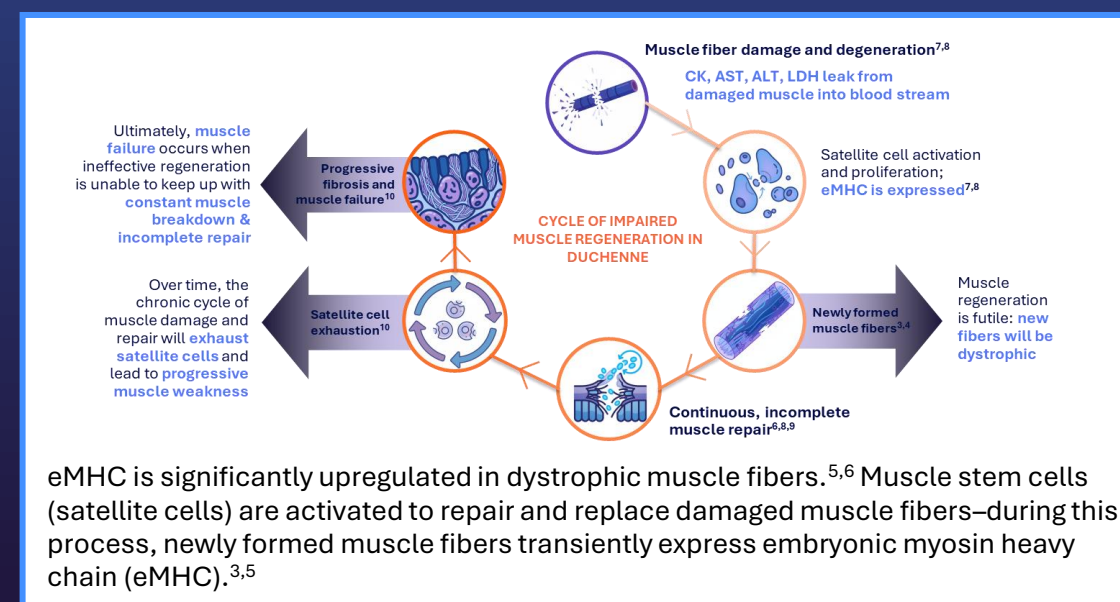 Muscle fiber damage and degeneration7,8
CK, AST, ALT, LDH leak from
damaged muscle into blood stream
Satellite cell activation
and proliferation;
eMHC is expressed7,8
CYCLE OF IMPAIRED
MUSCLE REGENERATION IN
DUCHENNE
Newly formed
muscle fibers3,4
Muscle
regeneration
is futile: new
fibers will be
dystrophic
Continuous, incomplete
muscle repair6,8,9
Satellite cell
exhaustion10
Over time, the
chronic cycle of
muscle damage and
repair will exhaust
satellite cells and
lead to progressive
muscle weakness
Progressive
fibrosis and
muscle failure10
Ultimately, muscle
failure occurs when
ineffective regeneration
is unable to keep up with
constant muscle
breakdown &
incomplete repair
eMHC is significantly upregulated in dystrophic muscle fibers.5,6 Muscle stem cells
(satellite cells) are activated to repair and replace damaged muscle fibers–during this
process, newly formed muscle fibers transiently express embryonic myosin heavy
chain (eMHC).3,5